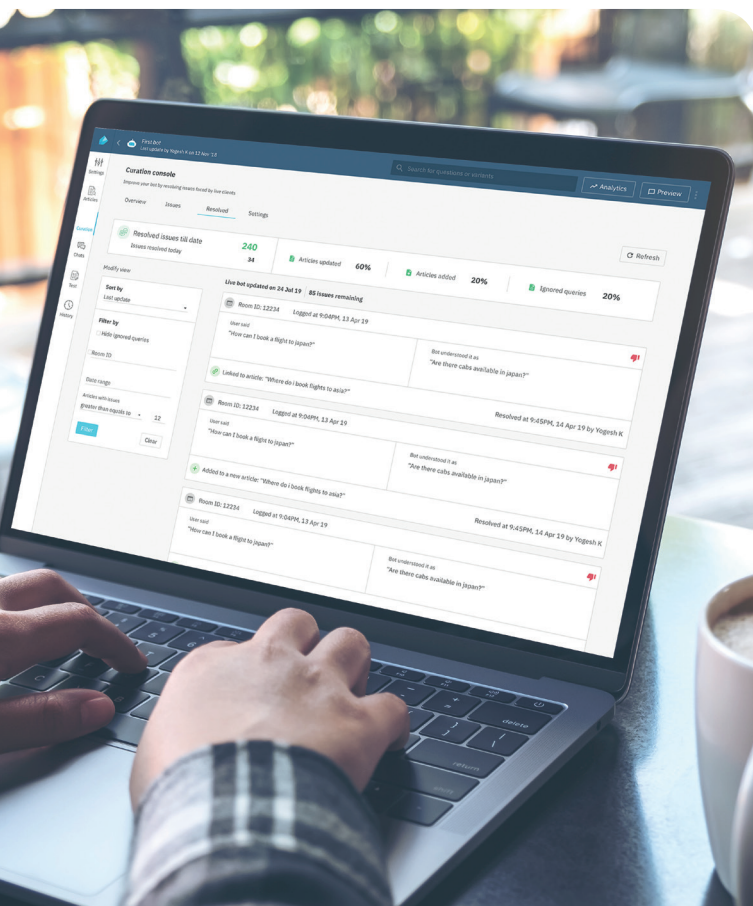 First Bot
Last update by Yogesh K on 12 Nov '19
Search for questions or variants
Analytics
Preview
Settings
Articles
Chats
Test
History
Curation console
Improve your bot by resolving issues faced by live clients
Refresh
Overview
Issues
Resolved
Settings
Resolved issues till date
240
Issues resolved today
34
Articles updated
60%
Articles added
20%
Ignored queries
20%
Modify view
Sort by
Last update
Filter by
Hide ignored queries
Room ID
Date range
Articles with issues
greater than equals to
12
Filter
Clear
Live bot updated on 24 Jul 19
85 issues remaining
Room ID: 12234
Logged at 9:04PM, 13 Apr 19
User said
"How can I book a flight to japan?"
Bot understood it as
"Are there cabs available in japan?"
Linked to article: "Where do i book flights to asia?"
Resolved at 9:45PM, 14 Apr 19 by Yogesh K
Room ID: 12234
Logged at 9:04PM, 13 Apr 19
User said
"How can I book a flight to japan?"
Bot understood it as
"Are there cabs available in japan?"
Added to a new article: "Where do i book flights to asia?"
Resolved at 9:45PM, 14 Apr 19 by Yogesh K
Room ID: 12234
Logged at 9:04PM, 13 Apr 19
User said
"How can I book a flight to japan?"
Bot understood it as
"Are there cabs available in japan?"
delete
return
shift